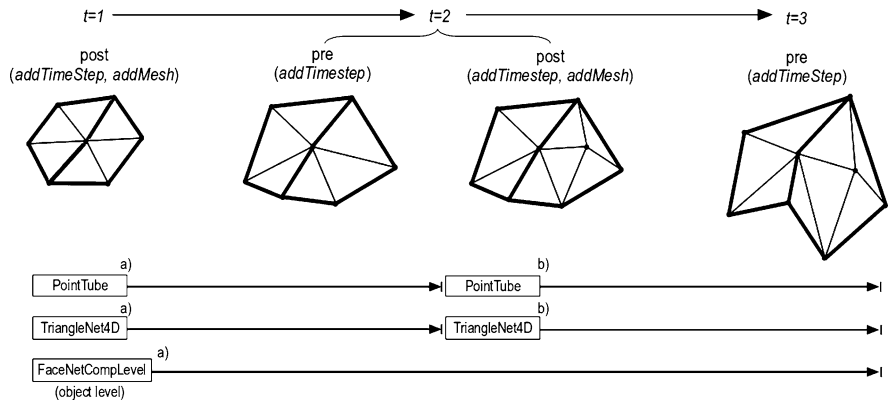 t=1
t=2
t=3
post
(addTimeStep, addMesh)
pre
(addTimestep)
post
(addTimestep, addMesh)
pre
(addTimeStep)
a)
PointTube
b)
PointTube
a)
TriangleNet4D
b)
TriangleNet4D
a)
FaceNetCompLevel
(object level)